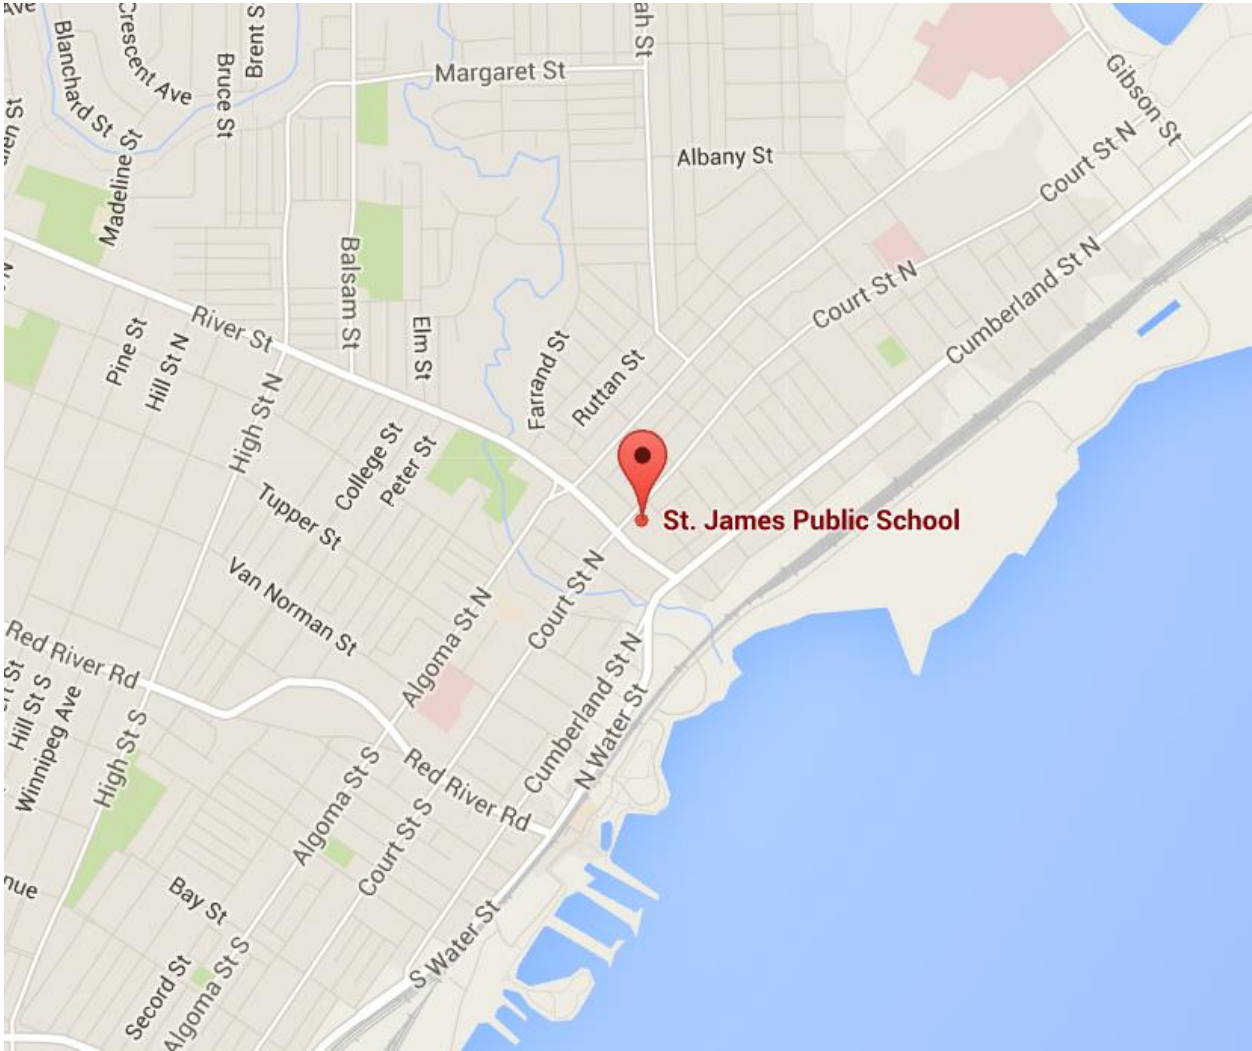 Ave
Blanchard St
Crescent Ave
Bruce St
Brent S
ah St
Margaret St
Gibson St
Albany St
Court St N
Madeline St
Balsam St
Court St N
Cumberland St N
River St
Pine St
Hill St N
Elm St
Farrand St
Ruttan St
High St N
College St
Peter St
Tupper St
St. James Public School
Van Norman St
Court St N
Algoma St N
Red River Rd
Hill St S
Winnipeg Ave
High St S
Cumberland St N
N Water St
Red River Rd
Algoma St S
Court St S
nue
Bay St
S Water St
Secord St
Algoma St S